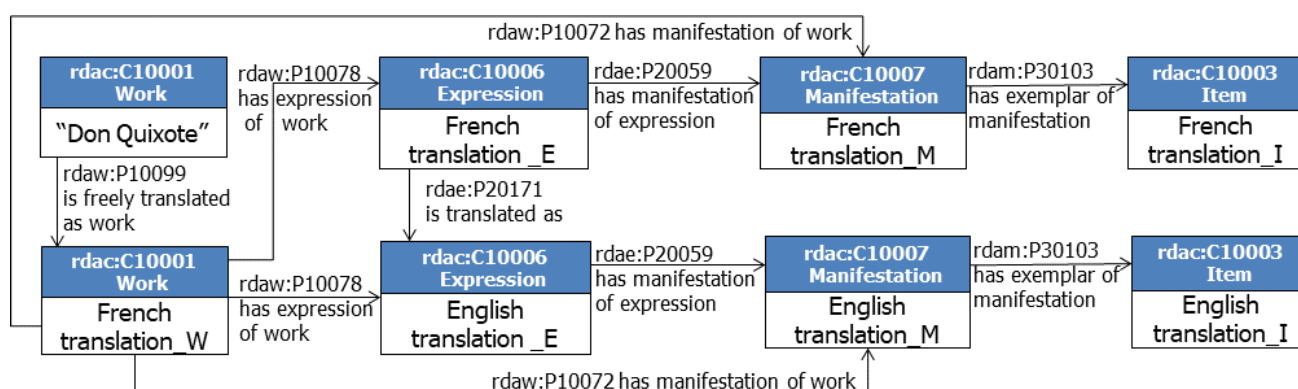 rdaw:P10072 has manifestation of work
rdac:C10001
Work
"Don Quixote"
rdaw:P10078
has expression
of work
rdac:C10006
Expression
French
translation _E
rdae:P20059
has manifestation
of expression
rdac:C10007
Manifestation
French
translation_M
rdam:P30103
has exemplar of
manifestation
rdac:C10003
Item
French
translation_I
rdaw:P10099
is freely translated
as work
rdae:P20171
is translated as
rdac:C10001
Work
French
translation_W
rdaw:P10078
has expression
of work
rdac:C10006
Expression
English
translation _E
rdae:P20059
has manifestation
of expression
rdac:C10007
Manifestation
English
translation_M
rdam:P30103
has exemplar of
manifestation
rdac:C10003
Item
English
translation_I
rdaw:P10072 has manifestation of work